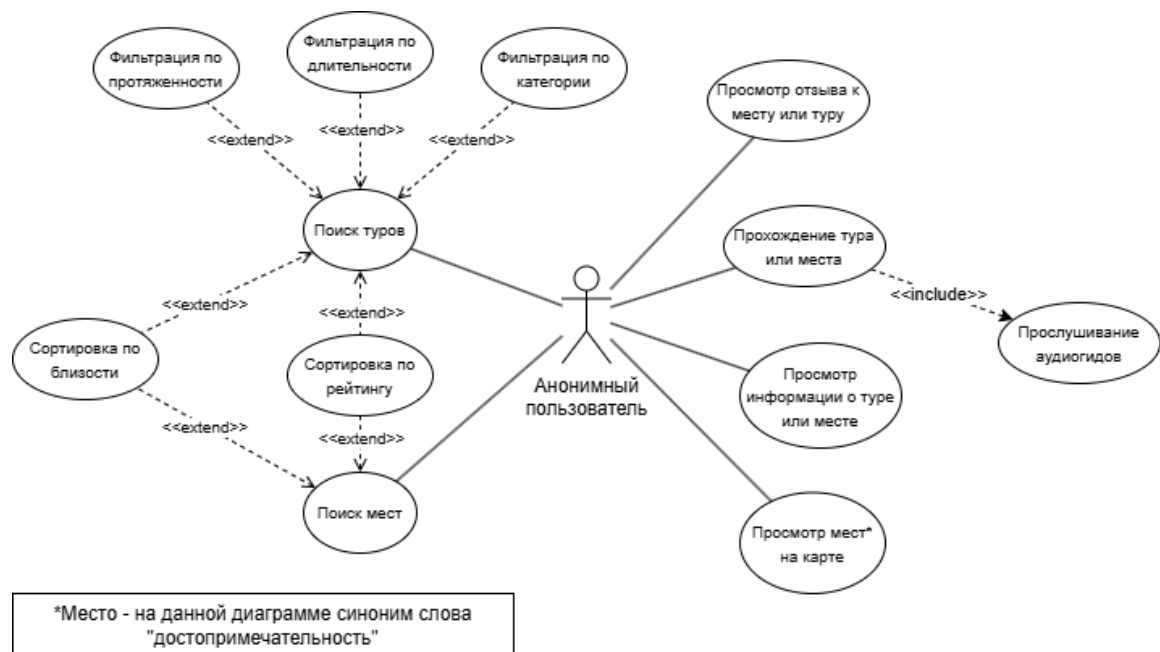 Фильтрация по
протяженности
Фильтрация по
длительности
Фильтрация по
категории
Просмотр отзыва к
месту или туру
<<extend>>
<<extend>>
<<extend>>
Поиск туров
Прохождение тура
или места
<<include>>
Прослушивание
аудиогидов
<<extend>>
<<extend>>
Сортировка по
близости
Сортировка по
рейтингу
Анонимный
пользователь
Просмотр
информации о туре
или месте
<<extend>>
<<extend>>
Поиск мест
Просмотр мест*
на карте
*Место - на данной диаграмме синоним слова
"достопримечательность"